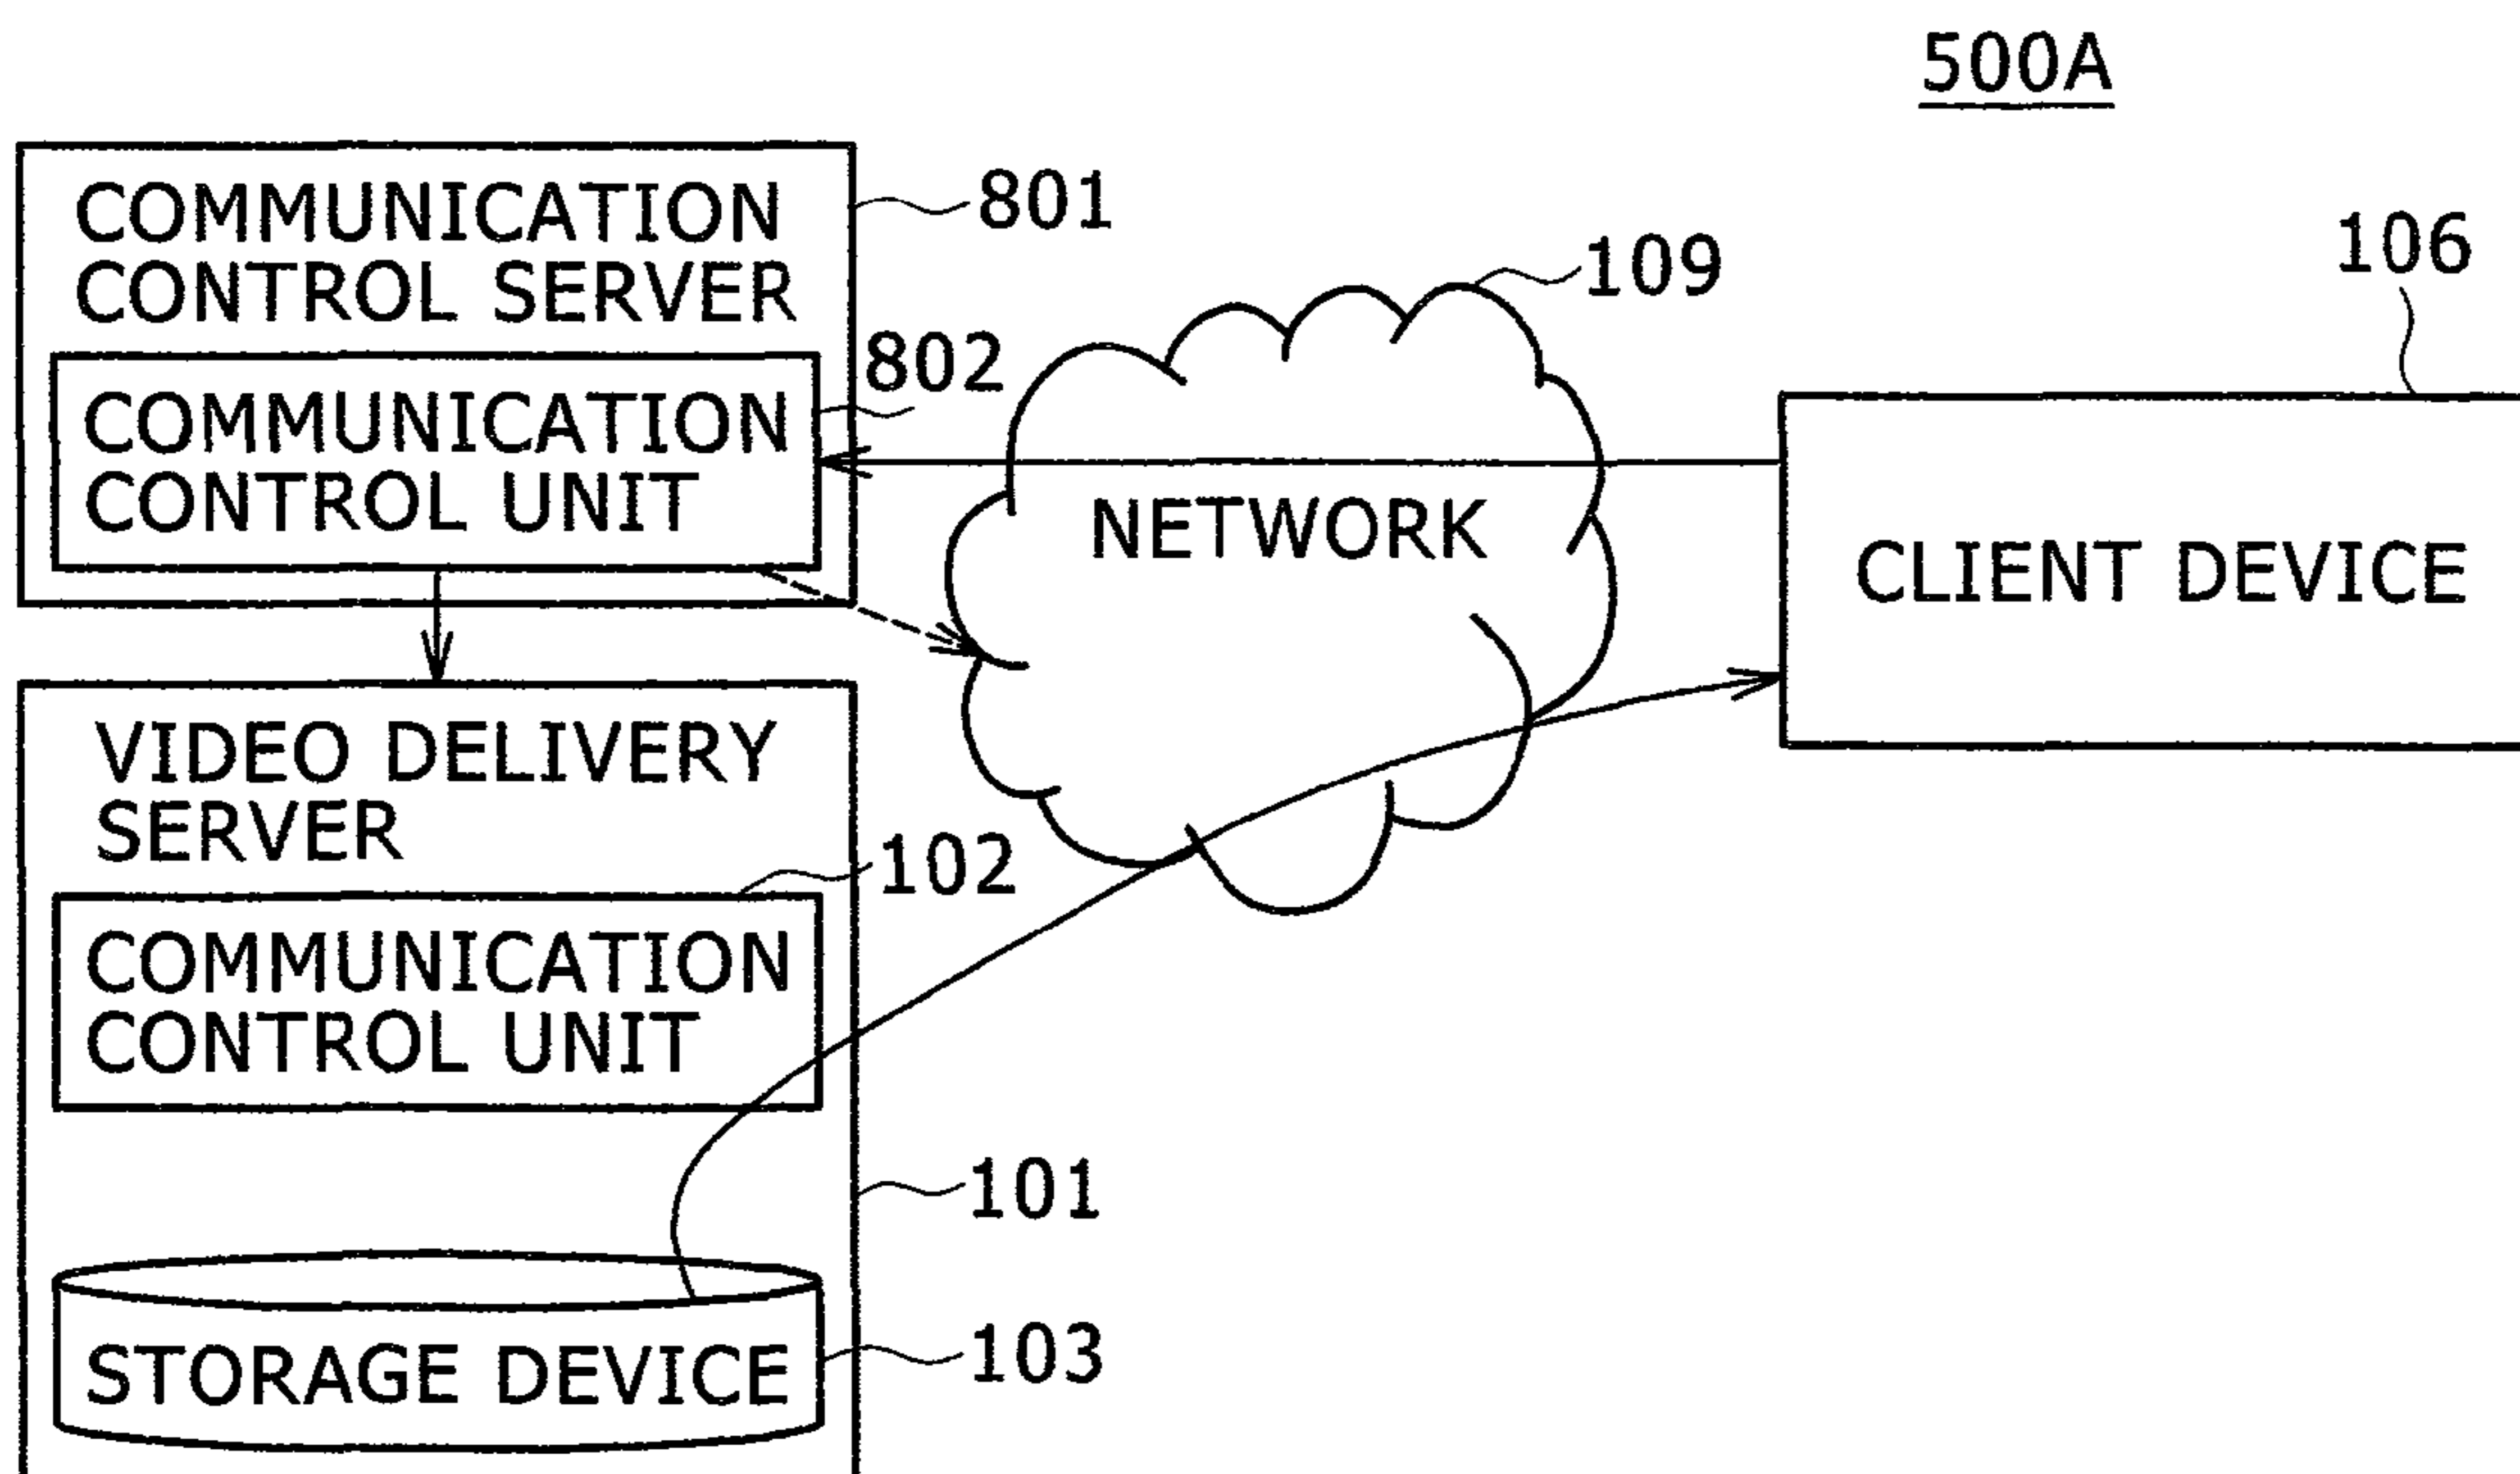 500A
COMMUNICATION
CONTROL SERVER
801
802
COMMUNICATION
CONTROL UNIT
109
NETWORK
106
CLIENT DEVICE
VIDEO DELIVERY
SERVER
102
COMMUNICATION
CONTROL UNIT
101
STORAGE DEVICE
103